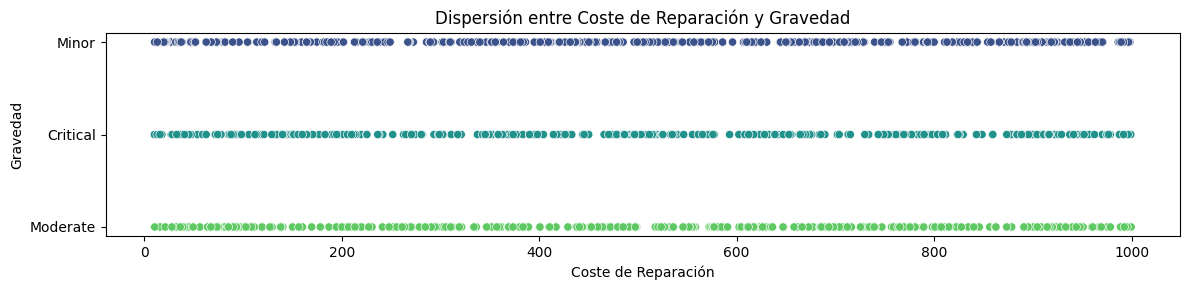 Dispersión entre Coste de Reparación y Gravedad
Minor
Critical
Moderate
Gravedad
0 200 400 600 800 1000
Coste de Reparación